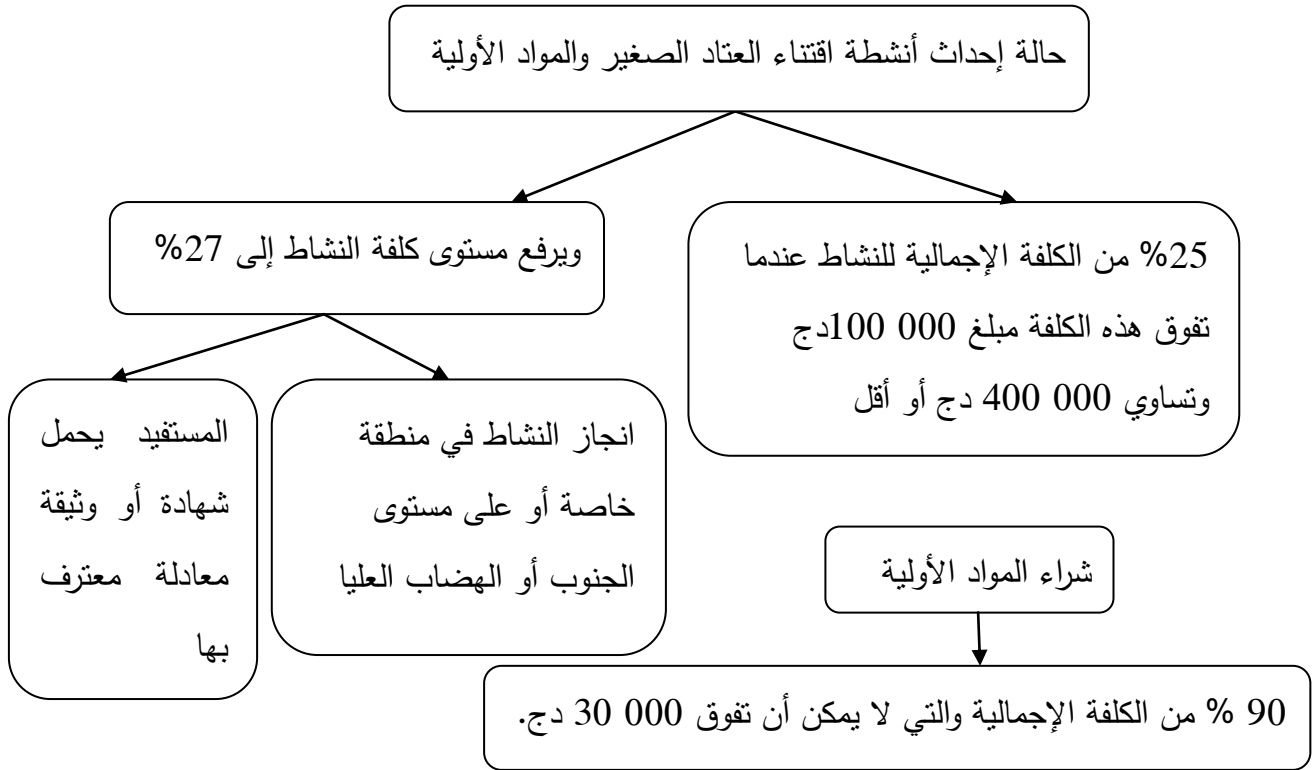 حالة إحداث أنشطة اقتناء العتاد الصغير والمواد الأولية
%25 من الكلفة الإجمالية للنشاط عندما
تفوق هذه الكلفة مبلغ 000 100دج
وتساوي 000 400 دج أو أقل
ويرفع مستوى كلفة النشاط إلى 27%
انجاز النشاط في منطقة
خاصة أو على مستوى
الجنوب أو الهضاب العليا
المستفيد يحمل
شهادة أو وثيقة
معادلة معترف
بها
شراء المواد الأولية
90 % من الكلفة الإجمالية والتي لا يمكن أن تفوق 000 30 دج.